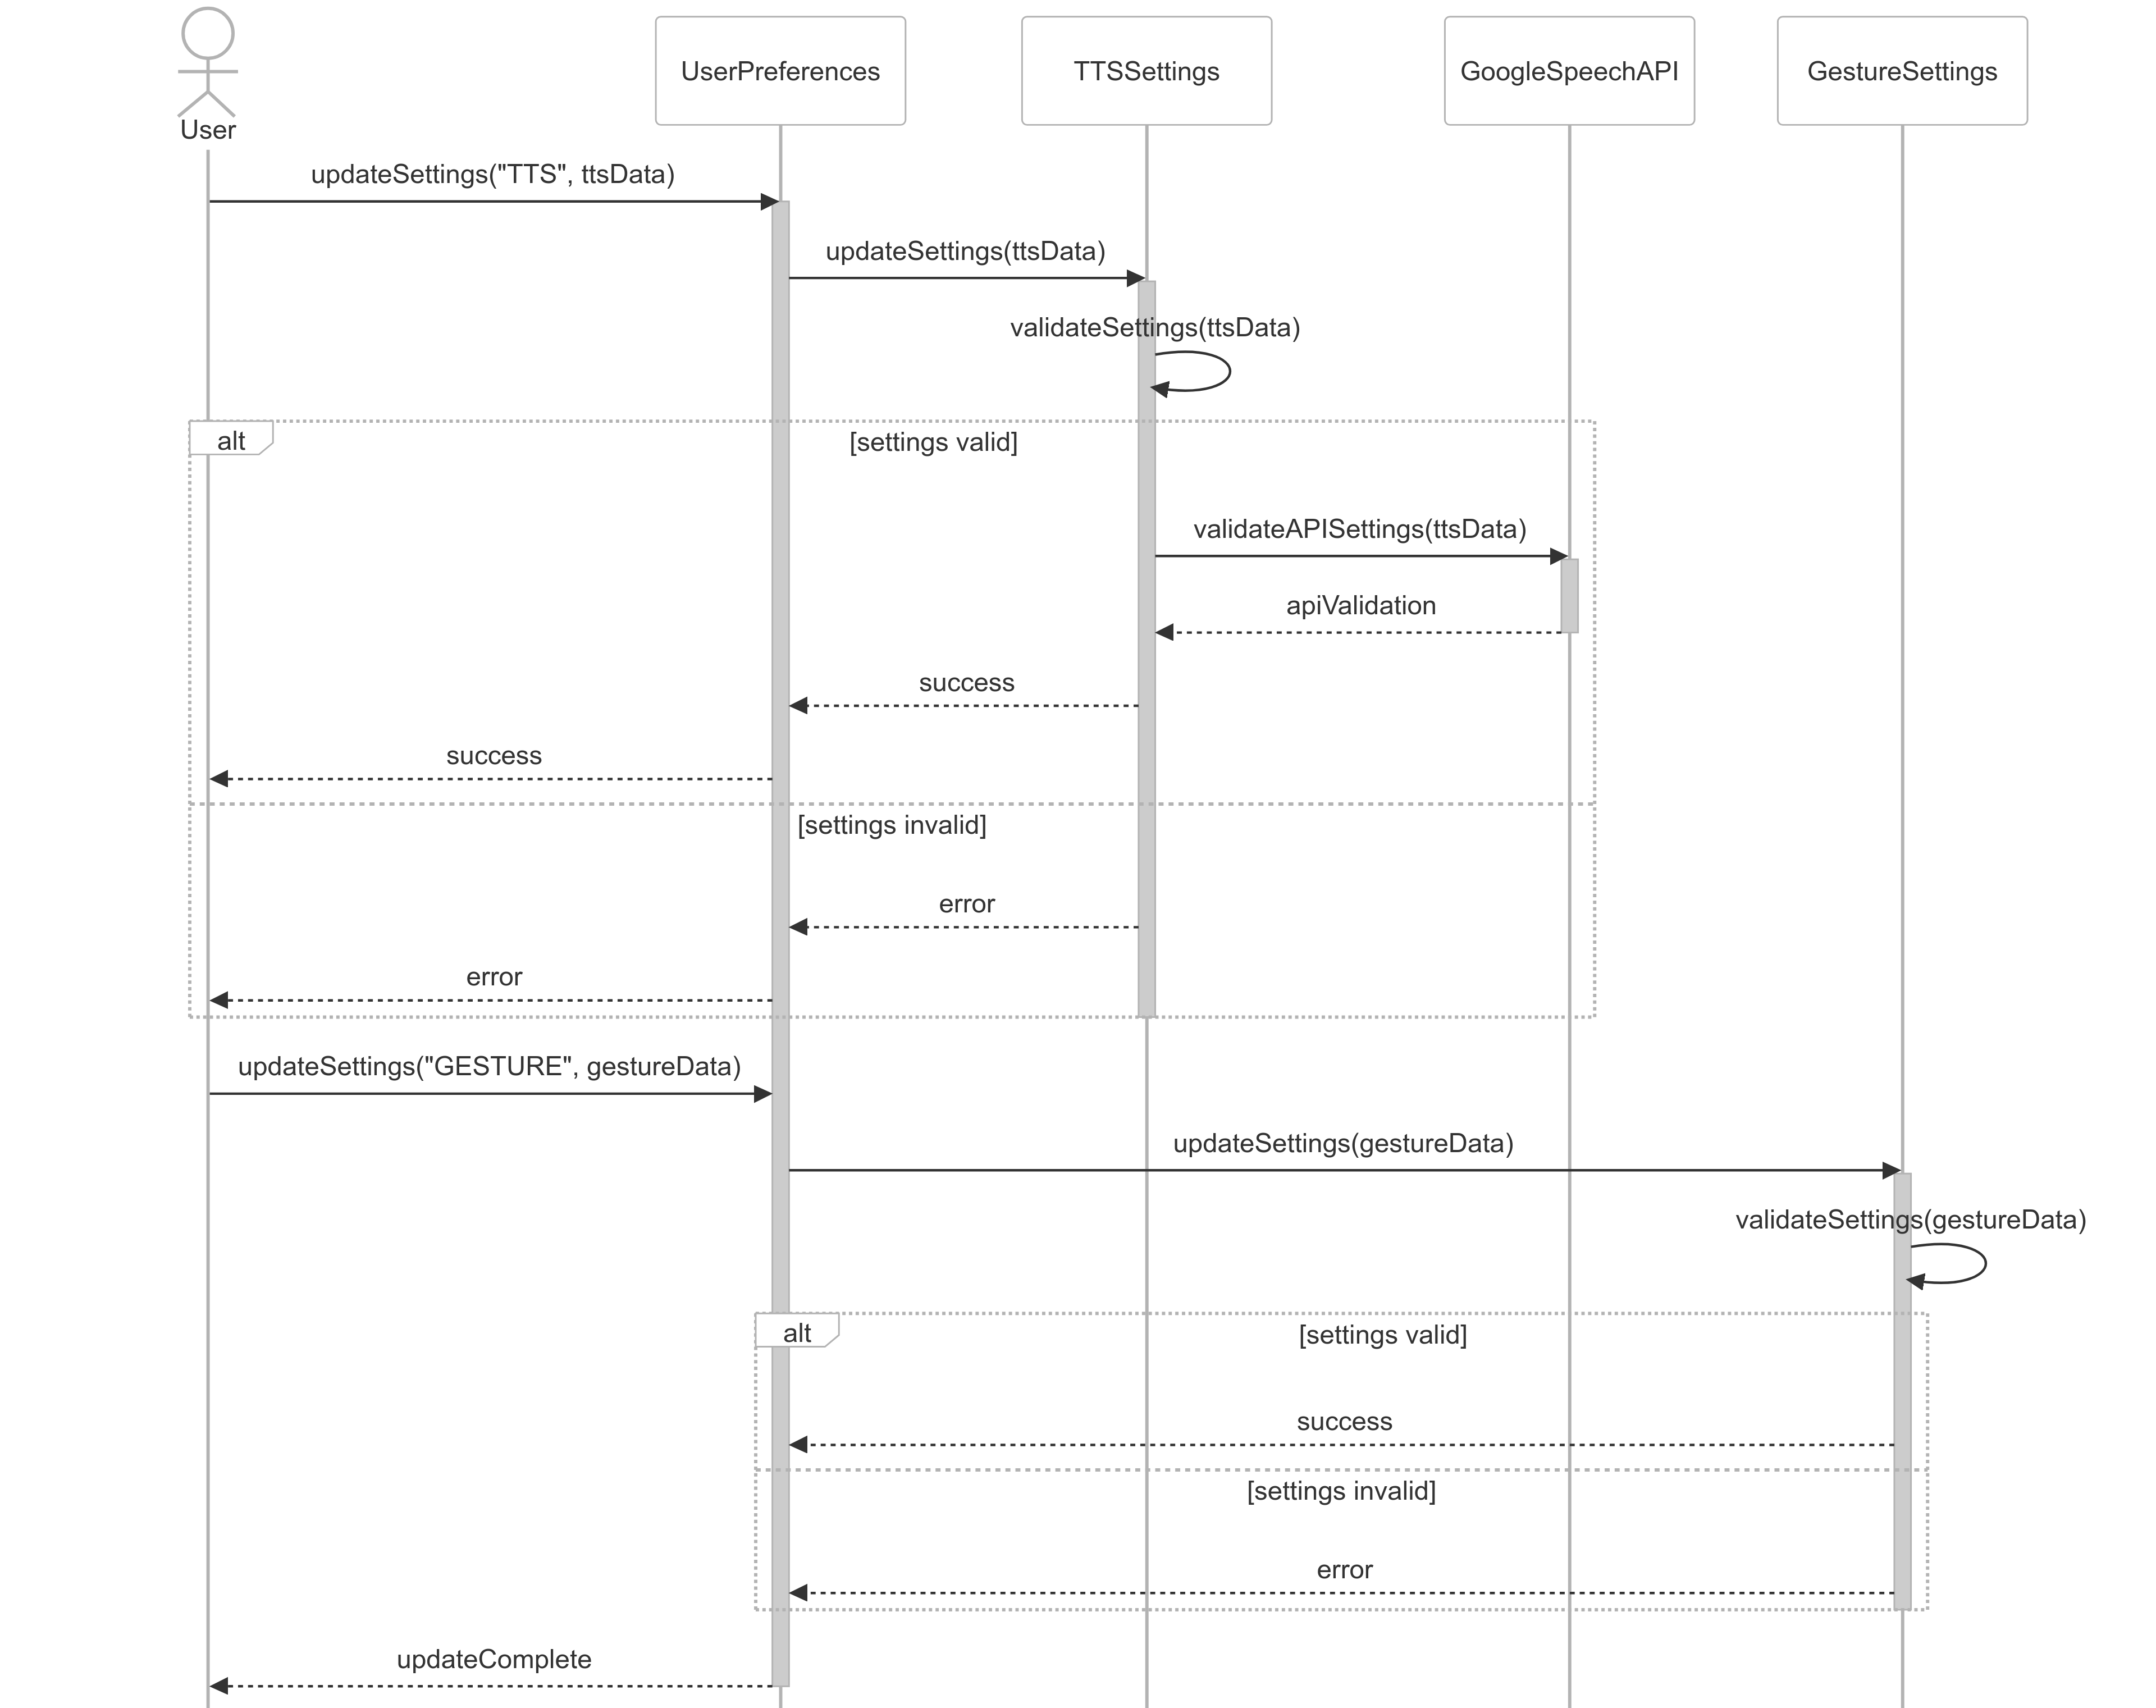 User
UserPreferences
TTSSettings
GoogleSpeechAPI
GestureSettings
updateSettings("TTS", ttsData)
updateSettings(ttsData)
validateSettings(ttsData)
alt
[settings valid]
validateAPISettings(ttsData)
apiValidation
success
success
[settings invalid]
error
error
updateSettings("GESTURE", gestureData)
updateSettings(gestureData)
validateSettings(gestureData)
alt
[settings valid]
success
[settings invalid]
error
updateComplete